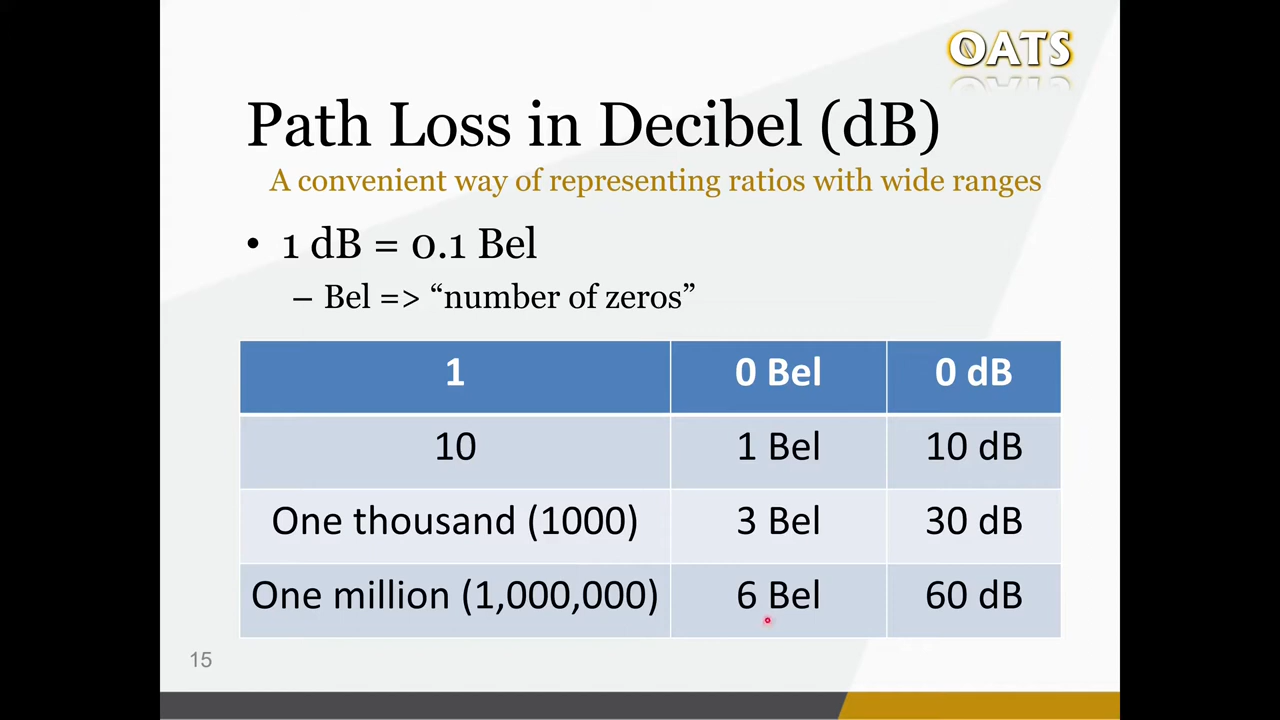 OATS
Path Loss in Decibel (dB)
A convenient way of representing ratios with wide ranges
• 1 dB = 0.1 Bel
– Bel => “number of zeros”
1 0 Bel 0 dB
10 1 Bel 10 dB
One thousand (1000) 3 Bel 30 dB
One million (1,000,000) 6 Bel 60 dB
15